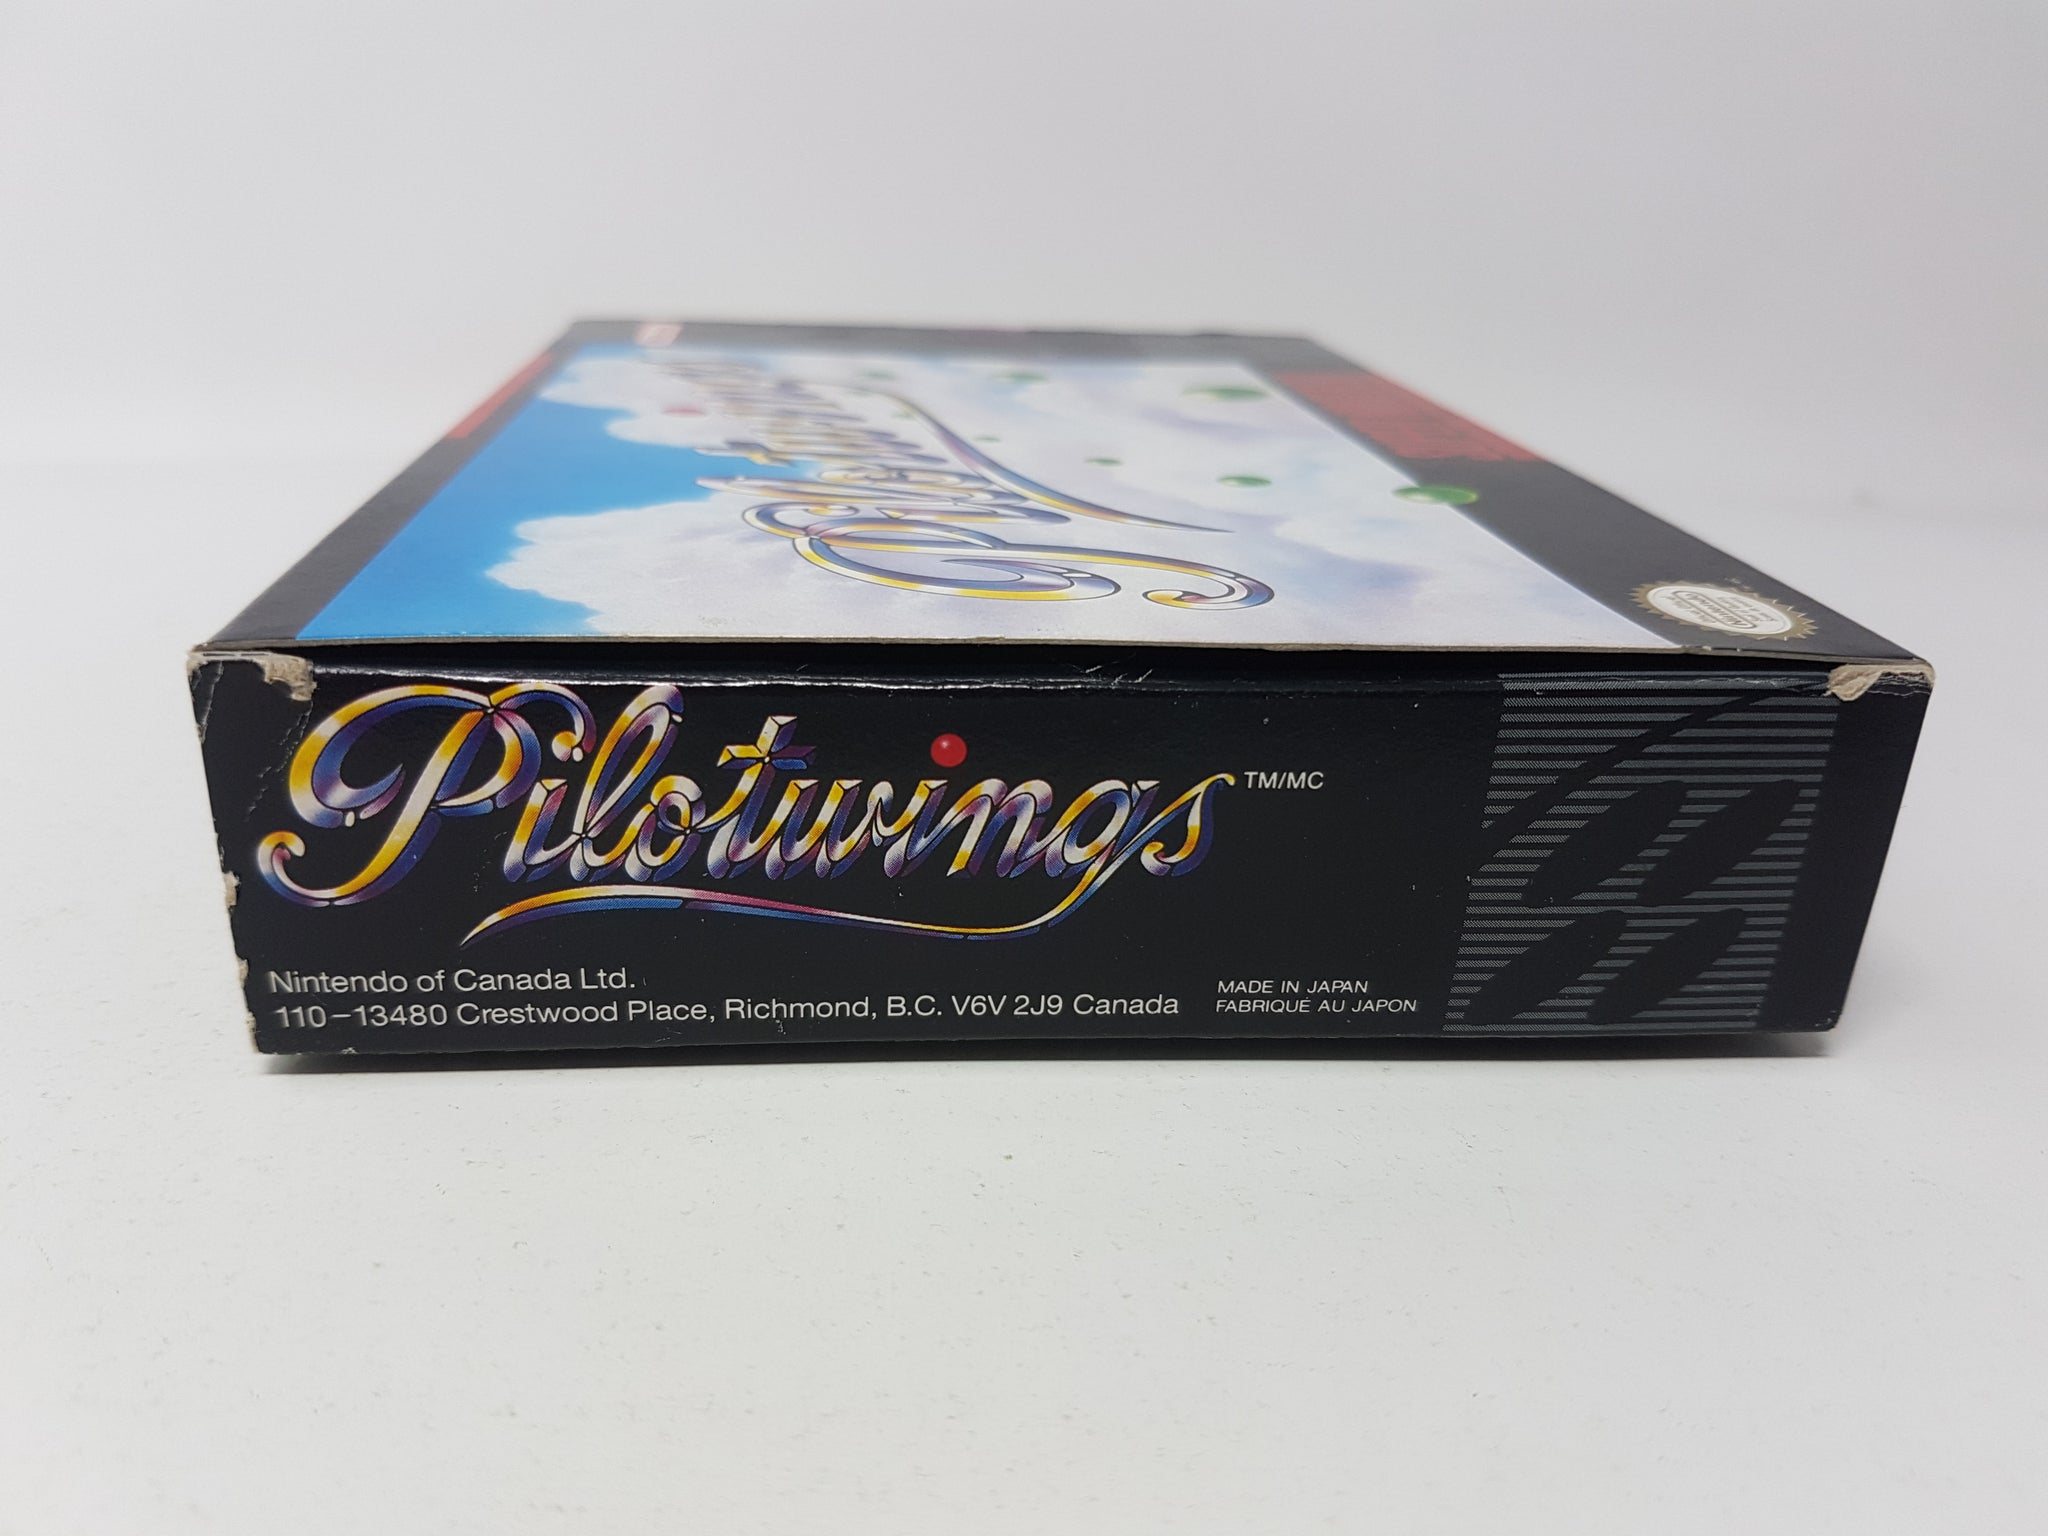 Pilotwings
Pilotwings TM/MC
Nintendo of Canada Ltd.
110-13480 Crestwood Place, Richmond, B.C. V6V 2J9 Canada
MADE IN JAPAN
FABRIQUÉ AU JAPON